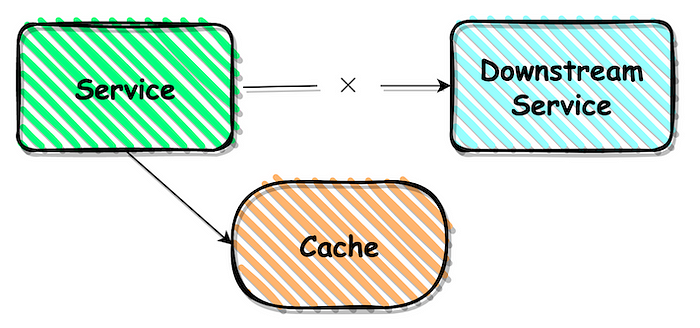 Service
×
Downstream
Service
Cache